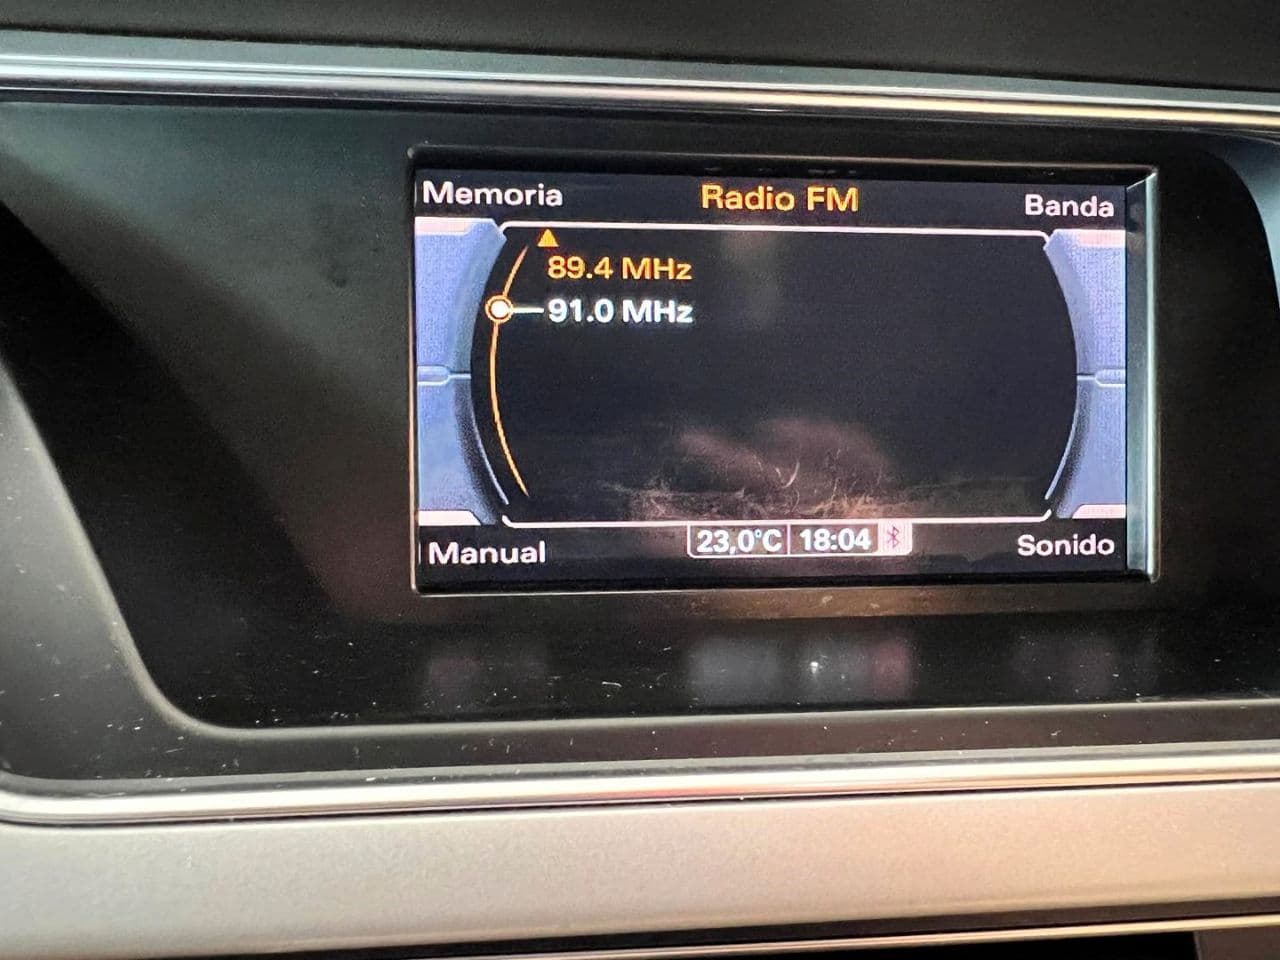 Memoria
Radio FM
Banda
89.4 MHz
91.0 MHz
Manual
23,0°C
18:04
Sonido